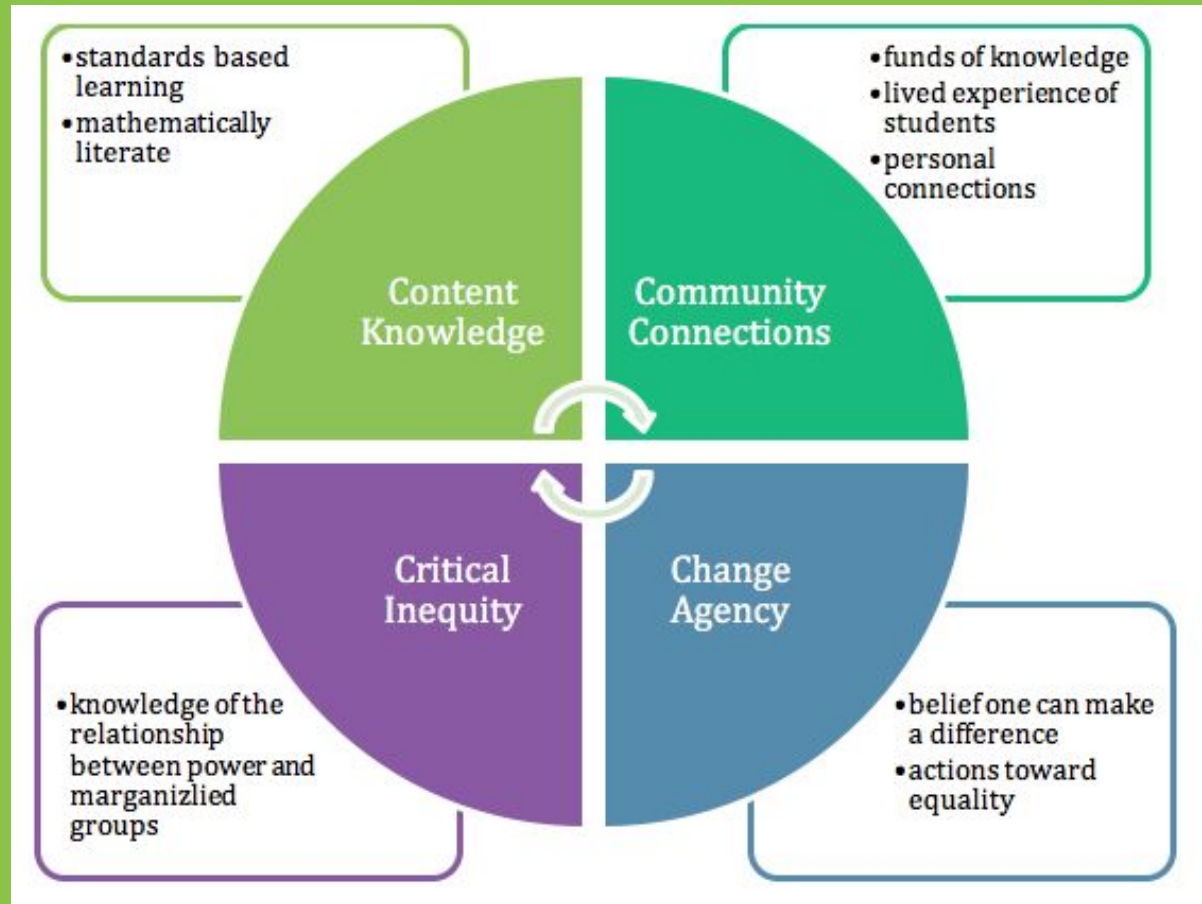 •standards based
learning
•mathematically
literate
•funds of knowledge
•lived experience of
students
•personal
connections
Content
Knowledge
Community
Connections
Critical
Inequity
Change
Agency
•knowledge of the
relationship
between power and
marganizlied
groups
•belief one can make
a difference
•actions toward
equality